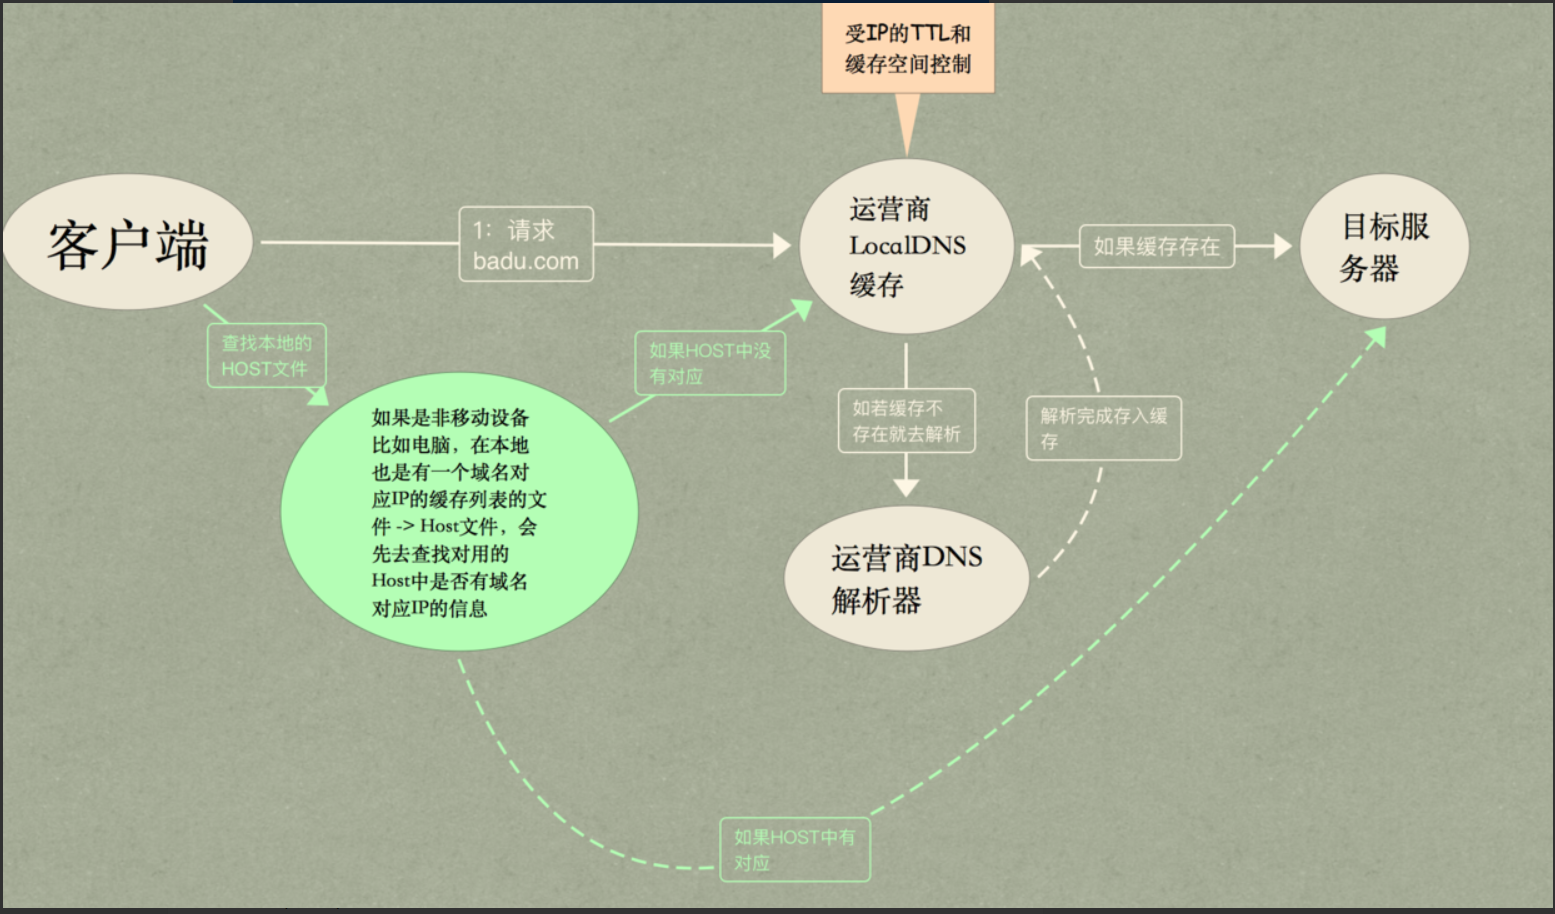 受IP的TTL和
缓存空间控制
客户端
1：请求
badu.com
运营商
LocalDNS
缓存
如果缓存存在
目标服
务器
查找本地的
HOST文件
如果HOST中没
有对应
如果是非移动设备
比如电脑，在本地
也是有一个域名对
应IP的缓存列表的文
件 -> Host文件，会
先去查找对用的
Host中是否有域名
对应IP的信息
如若缓存不
存在就去解析
解析完成存入缓
存
运营商DNS
解析器
如果HOST中有
对应